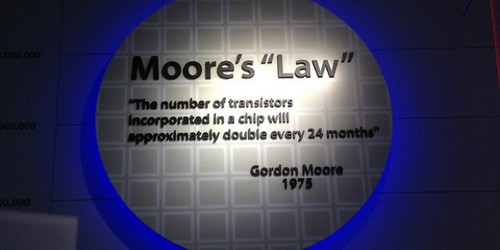 Moore's "Law"
"The number of transistors
incorporated in a chip will
approximately double every 24 months"
Gordon Moore
1975